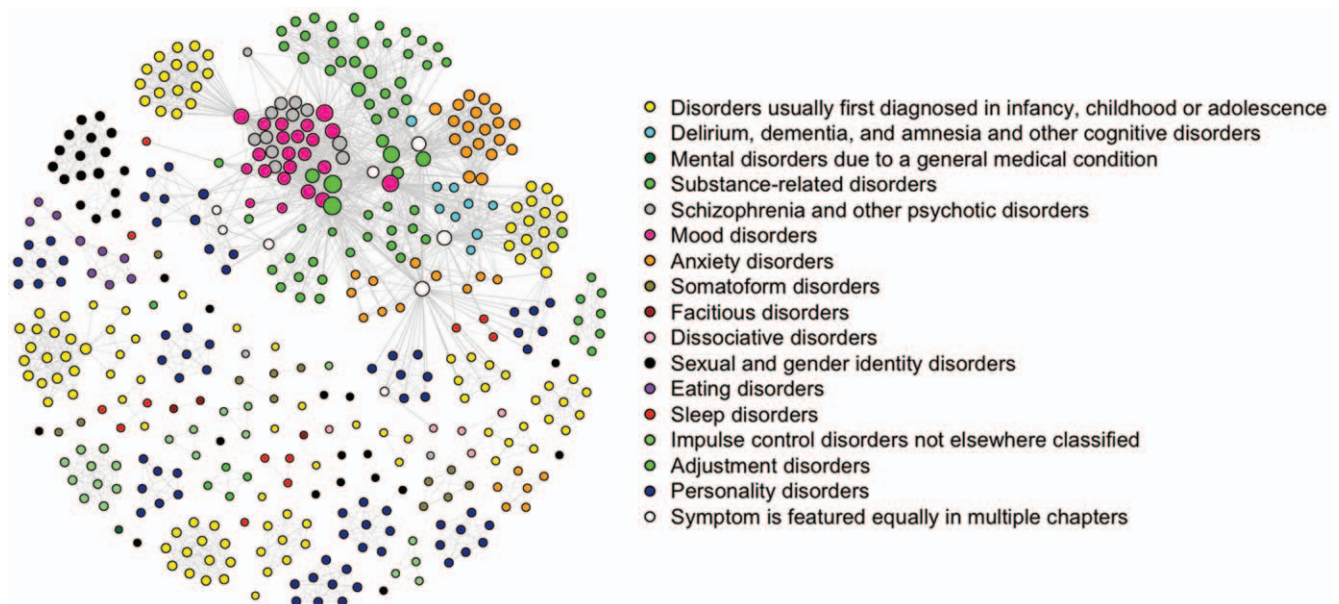 Disorders usually first diagnosed in infancy, childhood or adolescence
Delirium, dementia, and amnesia and other cognitive disorders
Mental disorders due to a general medical condition
Substance-related disorders
Schizophrenia and other psychotic disorders
Mood disorders
Anxiety disorders
Somatoform disorders
Facitious disorders
Dissociative disorders
Sexual and gender identity disorders
Eating disorders
Sleep disorders
Impulse control disorders not elsewhere classified
Adjustment disorders
Personality disorders
Symptom is featured equally in multiple chapters